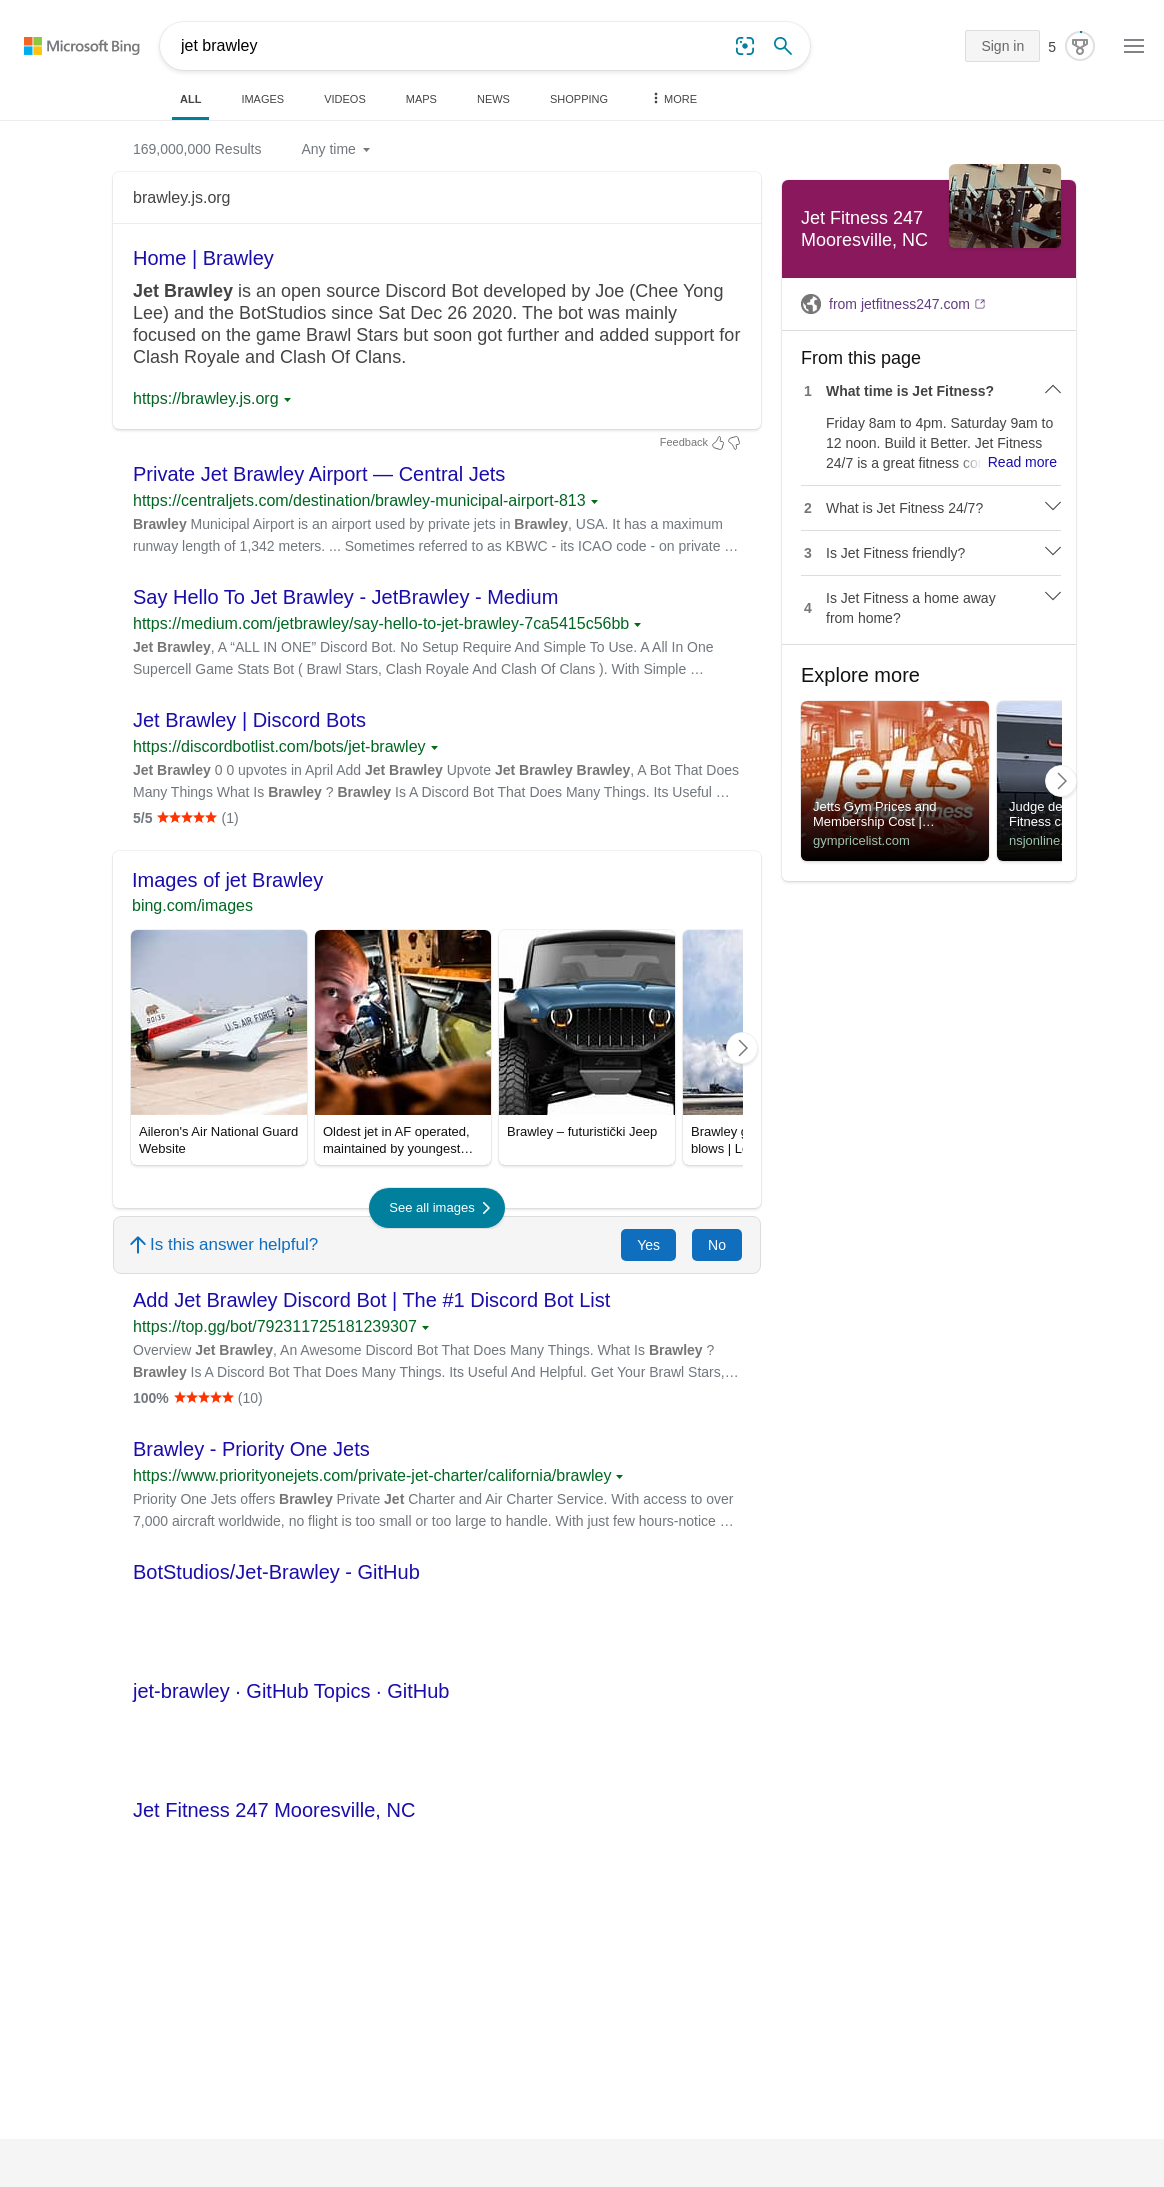 Microsoft Bing
jet brawley
Sign in
5
ALL
IMAGES
VIDEOS
MAPS
NEWS
SHOPPING
MORE
169,000,000 Results
Any time
brawley.js.org
Home | Brawley
Jet Brawley is an open source Discord Bot developed by Joe (Chee Yong
Lee) and the BotStudios since Sat Dec 26 2020. The bot was mainly
focused on the game Brawl Stars but soon got further and added support for
Clash Royale and Clash Of Clans.
https://brawley.js.org
Feedback
Private Jet Brawley Airport — Central Jets
https://centraljets.com/destination/brawley-municipal-airport-813
Brawley Municipal Airport is an airport used by private jets in Brawley, USA. It has a maximum
runway length of 1,342 meters. ... Sometimes referred to as KBWC - its ICAO code - on private …
Say Hello To Jet Brawley - JetBrawley - Medium
https://medium.com/jetbrawley/say-hello-to-jet-brawley-7ca5415c56bb
Jet Brawley, A “ALL IN ONE” Discord Bot. No Setup Require And Simple To Use. A All In One
Supercell Game Stats Bot ( Brawl Stars, Clash Royale And Clash Of Clans ). With Simple …
Jet Brawley | Discord Bots
https://discordbotlist.com/bots/jet-brawley
Jet Brawley 0 0 upvotes in April Add Jet Brawley Upvote Jet Brawley Brawley, A Bot That Does
Many Things What Is Brawley ? Brawley Is A Discord Bot That Does Many Things. Its Useful …
5/5 ★★★★★ (1)
Images of jet Brawley
bing.com/images
90136
CALIFORNIA
U.S. AIR FORCE
Aileron's Air National Guard
Website
Oldest jet in AF operated,
maintained by youngest…
Brawley – futuristički Jeep
Brawley
blows |
See all images
Is this answer helpful?
Yes
No
Add Jet Brawley Discord Bot | The #1 Discord Bot List
https://top.gg/bot/792311725181239307
Overview Jet Brawley, An Awesome Discord Bot That Does Many Things. What Is Brawley ?
Brawley Is A Discord Bot That Does Many Things. Its Useful And Helpful. Get Your Brawl Stars,…
100% ★★★★★ (10)
Brawley - Priority One Jets
https://www.priorityonejets.com/private-jet-charter/california/brawley
Priority One Jets offers Brawley Private Jet Charter and Air Charter Service. With access to over
7,000 aircraft worldwide, no flight is too small or too large to handle. With just few hours-notice …
BotStudios/Jet-Brawley - GitHub
jet-brawley · GitHub Topics · GitHub
Jet Fitness 247 Mooresville, NC
Jet Fitness 247
Mooresville, NC
from jetfitness247.com
From this page
1 What time is Jet Fitness?
Friday 8am to 4pm. Saturday 9am to
12 noon. Build it Better. Jet Fitness
24/7 is a great fitness Read more
2 What is Jet Fitness 24/7?
3 Is Jet Fitness friendly?
4 Is Jet Fitness a home away
from home?
Explore more
jetts
24 hour fitness
Jetts Gym Prices and
Membership Cost |…
gympricelist.com
Judge
Fitness
nsjonline.